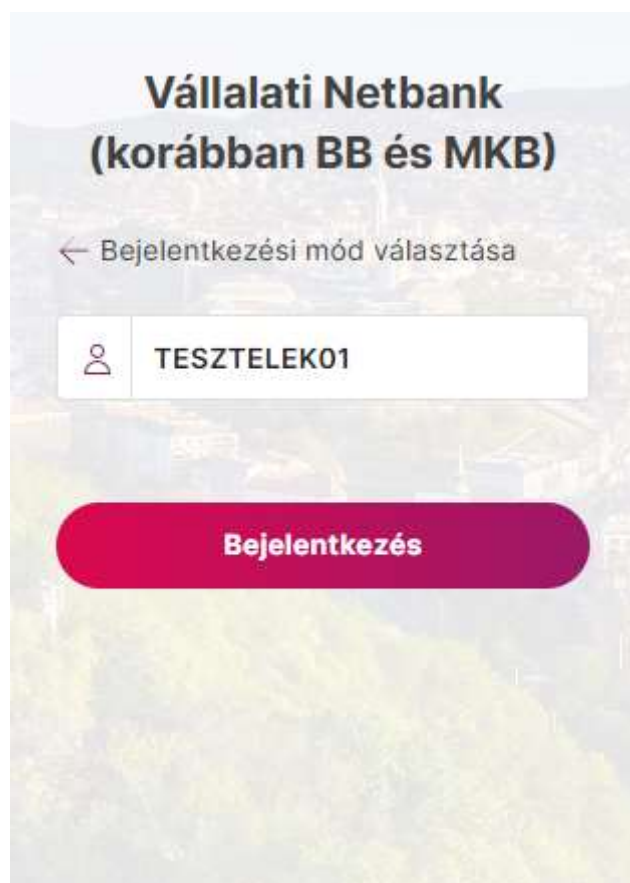 Vállalati Netbank
(korábban BB és MKB)
← Bejelentkezési mód választása
TESZTELEK01
Bejelentkezés